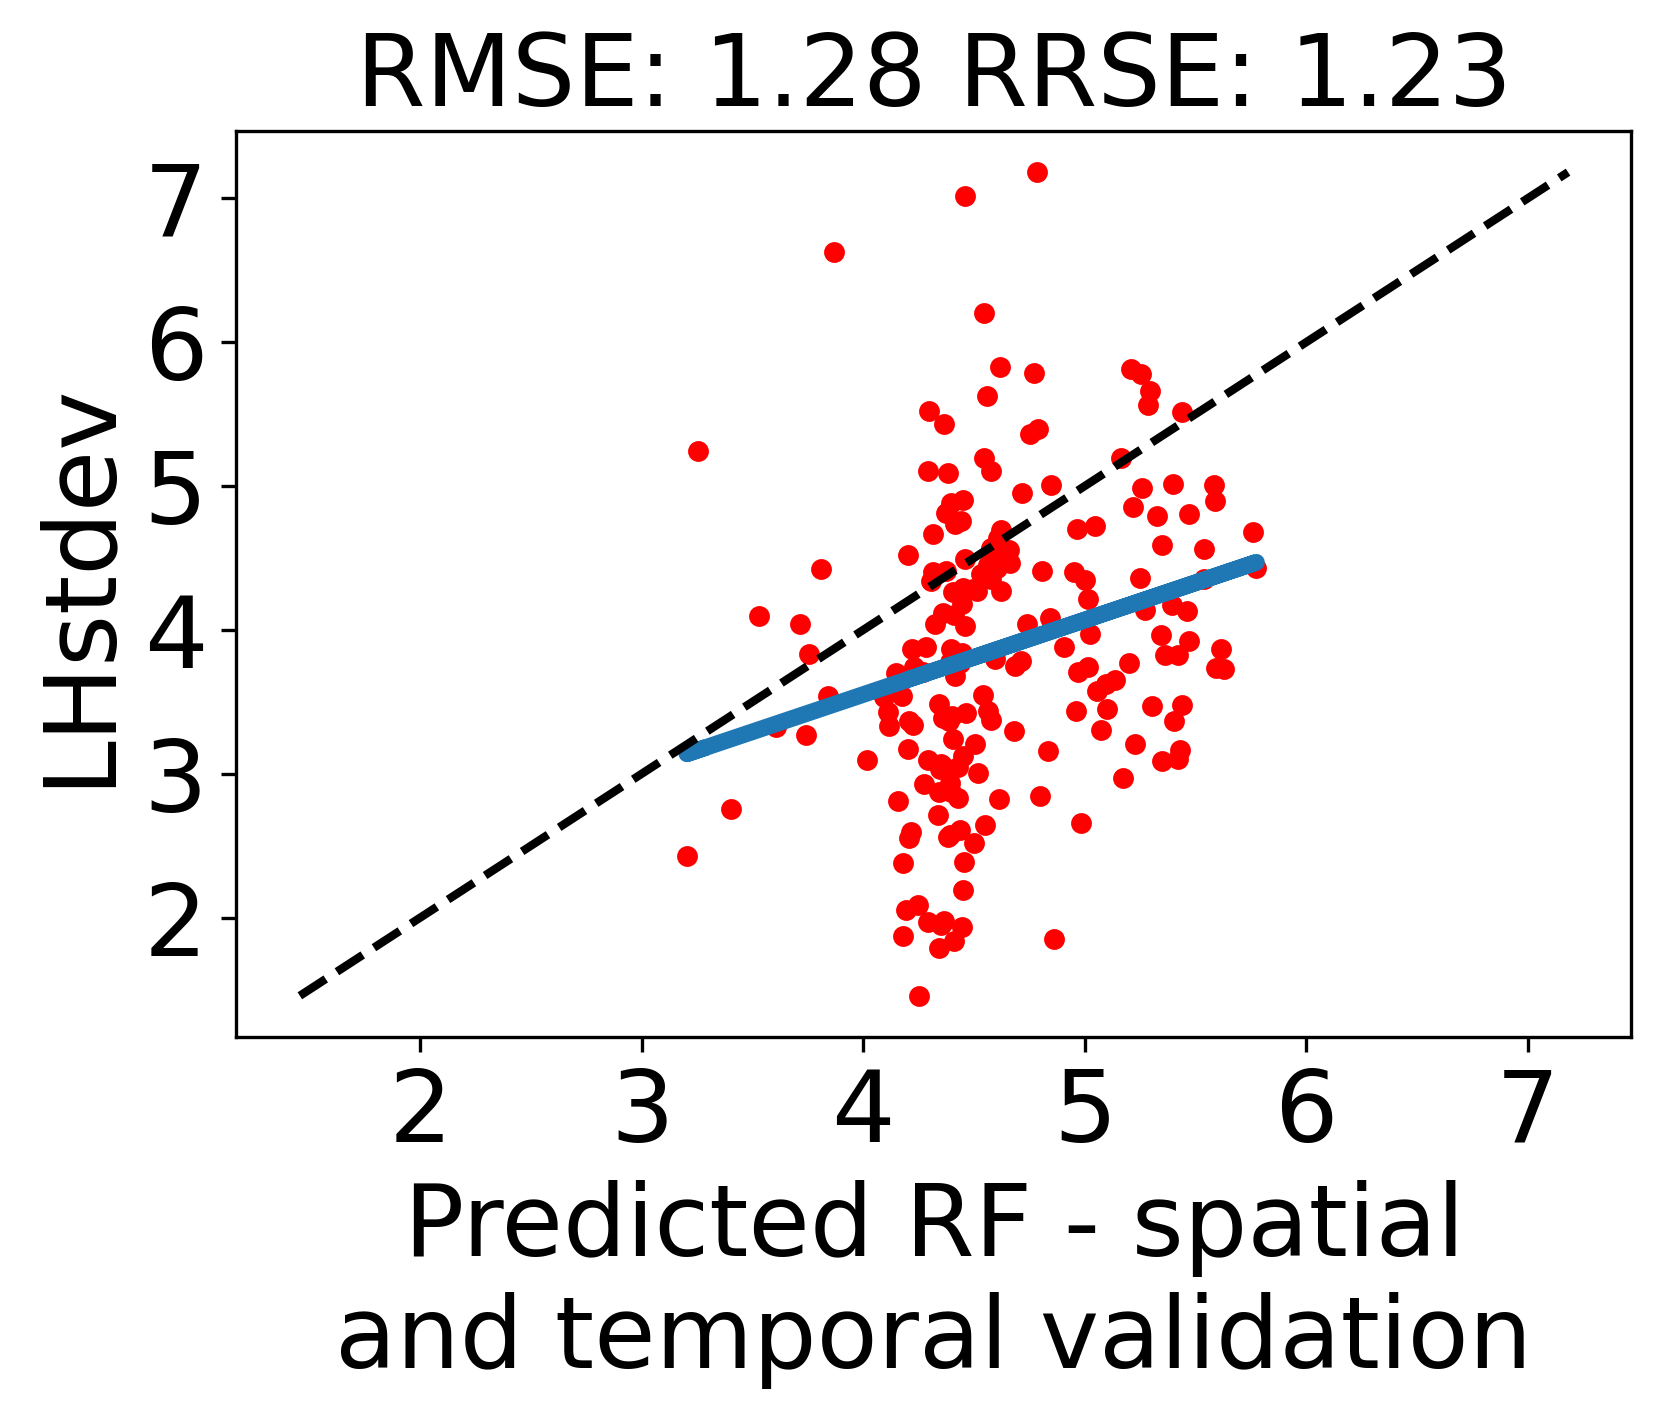 RMSE: 1.28 RRSE: 1.23
7
6
5
4
3
2
LHstdev
2 3 4 5 6 7
Predicted RF - spatial
and temporal validation